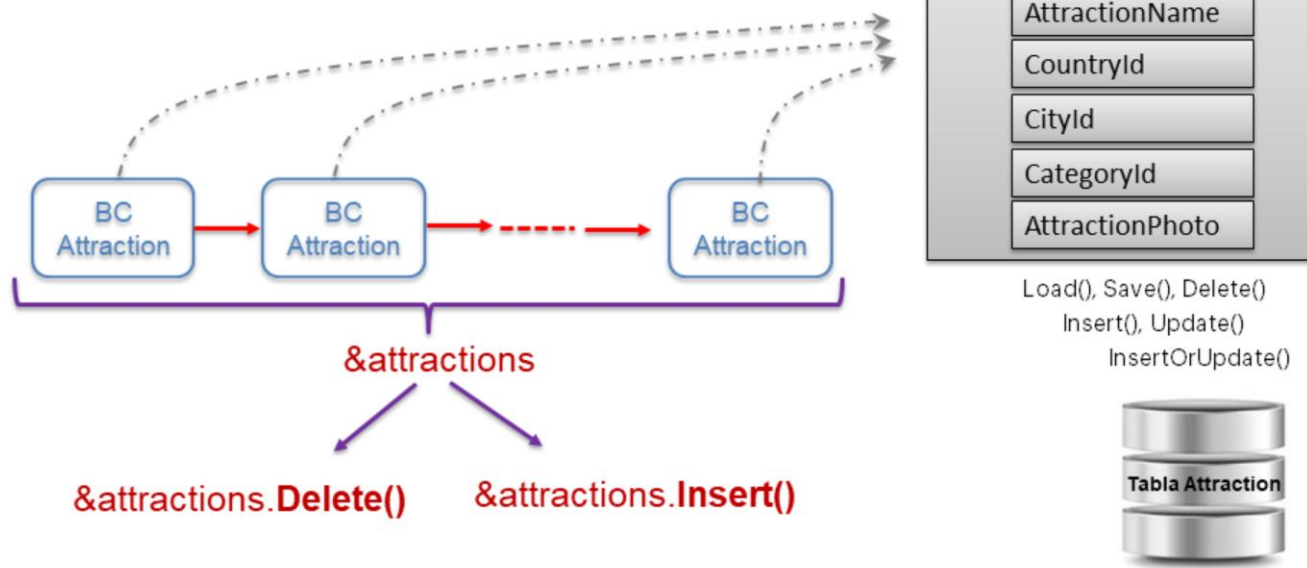 AttractionName
CountryId
CityId
CategoryId
AttractionPhoto
BC
Attraction
BC
Attraction
BC
Attraction
Load(), Save(), Delete()
Insert(), Update()
InsertOrUpdate()
&attractions
&attractions.Delete()
&attractions.Insert()
Tabla Attraction